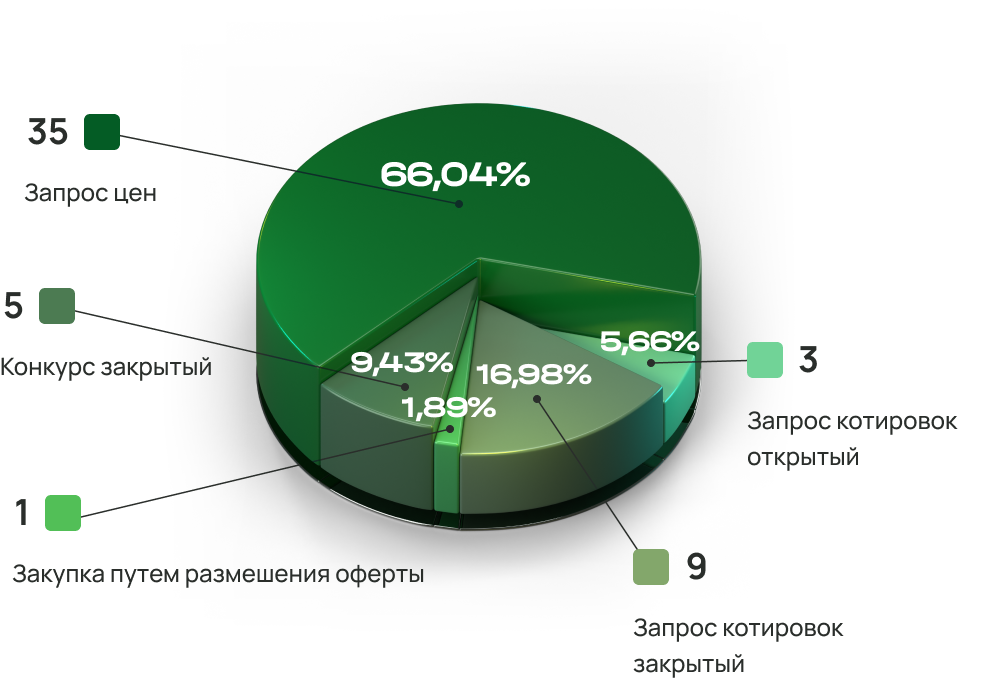 35
Запрос цен
66,04%
5
Конкурс закрытый
9,43%
1,89%
16,98%
5,66%
3
Запрос котировок
открытый
1
Закупка путем размешения оферты
9
Запрос котировок
закрытый